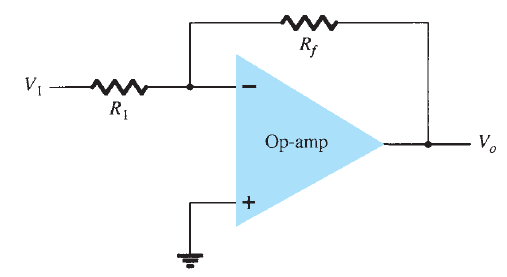 R_f
V_1
R_1
−
Op-amp
V_o
+